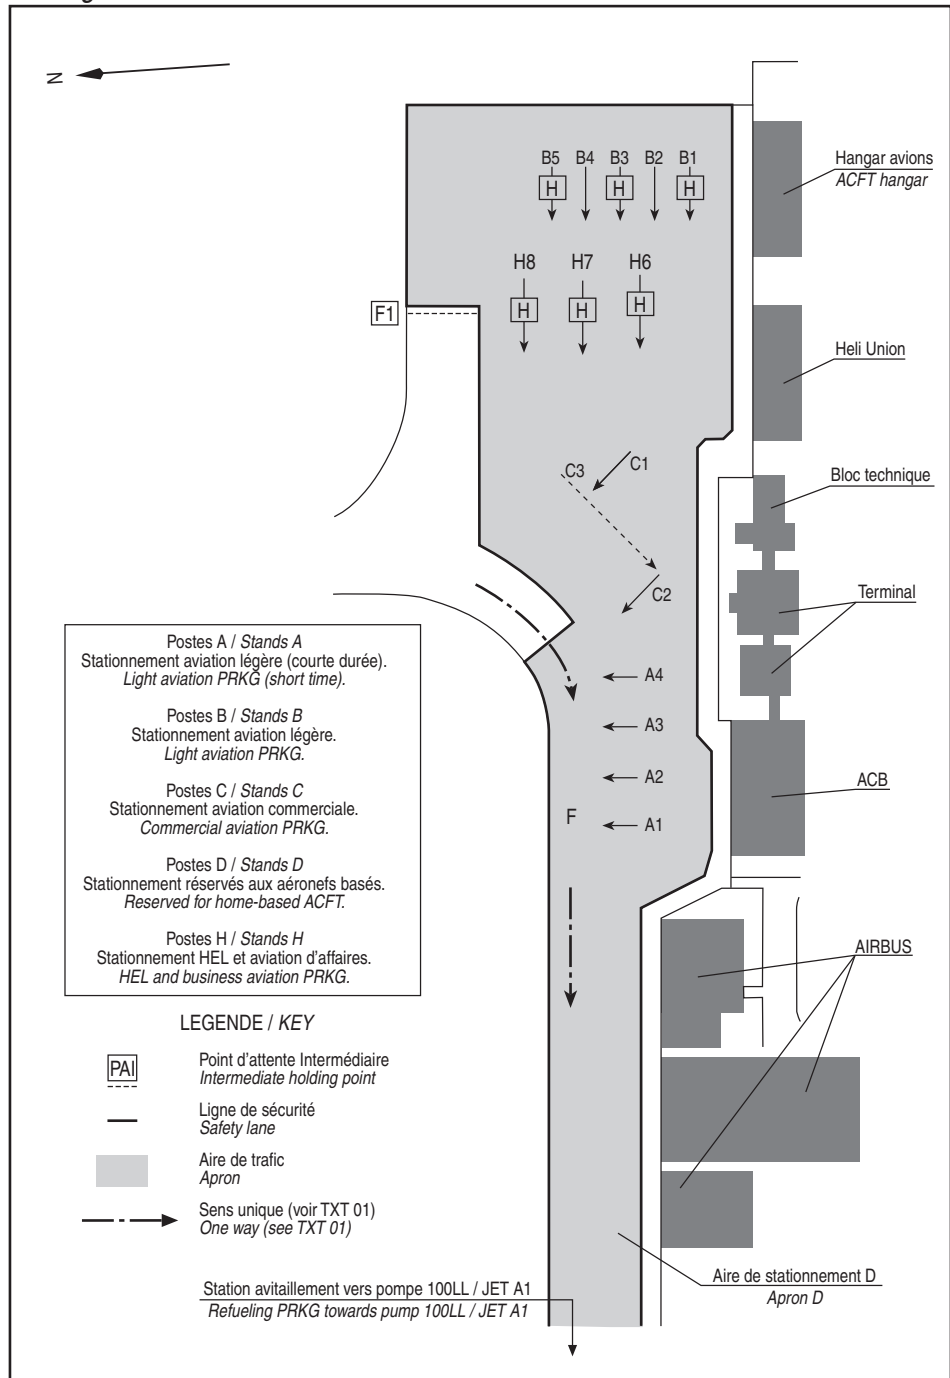 N
B5 B4 B3 B2 B1
H H H
Hangar avions
ACFT hangar
H8 H7 H6
H H H
F1
Heli Union
C3 C1
Bloc technique
C2
Terminal
Postes A / Stands A
Stationnement aviation légère (courte durée).
Light aviation PRKG (short time).
Postes B / Stands B
Stationnement aviation légère.
Light aviation PRKG.
Postes C / Stands C
Stationnement aviation commerciale.
Commercial aviation PRKG.
Postes D / Stands D
Stationnement réservés aux aéronefs basés.
Reserved for home-based ACFT.
Postes H / Stands H
Stationnement HEL et aviation d'affaires.
HEL and business aviation PRKG.
A4
A3
A2
F A1
ACB
AIRBUS
LEGENDE / KEY
PAI
Point d'attente Intermédiaire
Intermediate holding point
Ligne de sécurité
Safety lane
Aire de trafic
Apron
Sens unique (voir TXT 01)
One way (see TXT 01)
Station avitaillement vers pompe 100LL / JET A1
Refueling PRKG towards pump 100LL / JET A1
Aire de stationnement D
Apron D